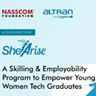 NASSCOM
FOUNDATION
altran
SheArise
A Skilling & Employability
Program to Empower Young
Women Tech Graduates